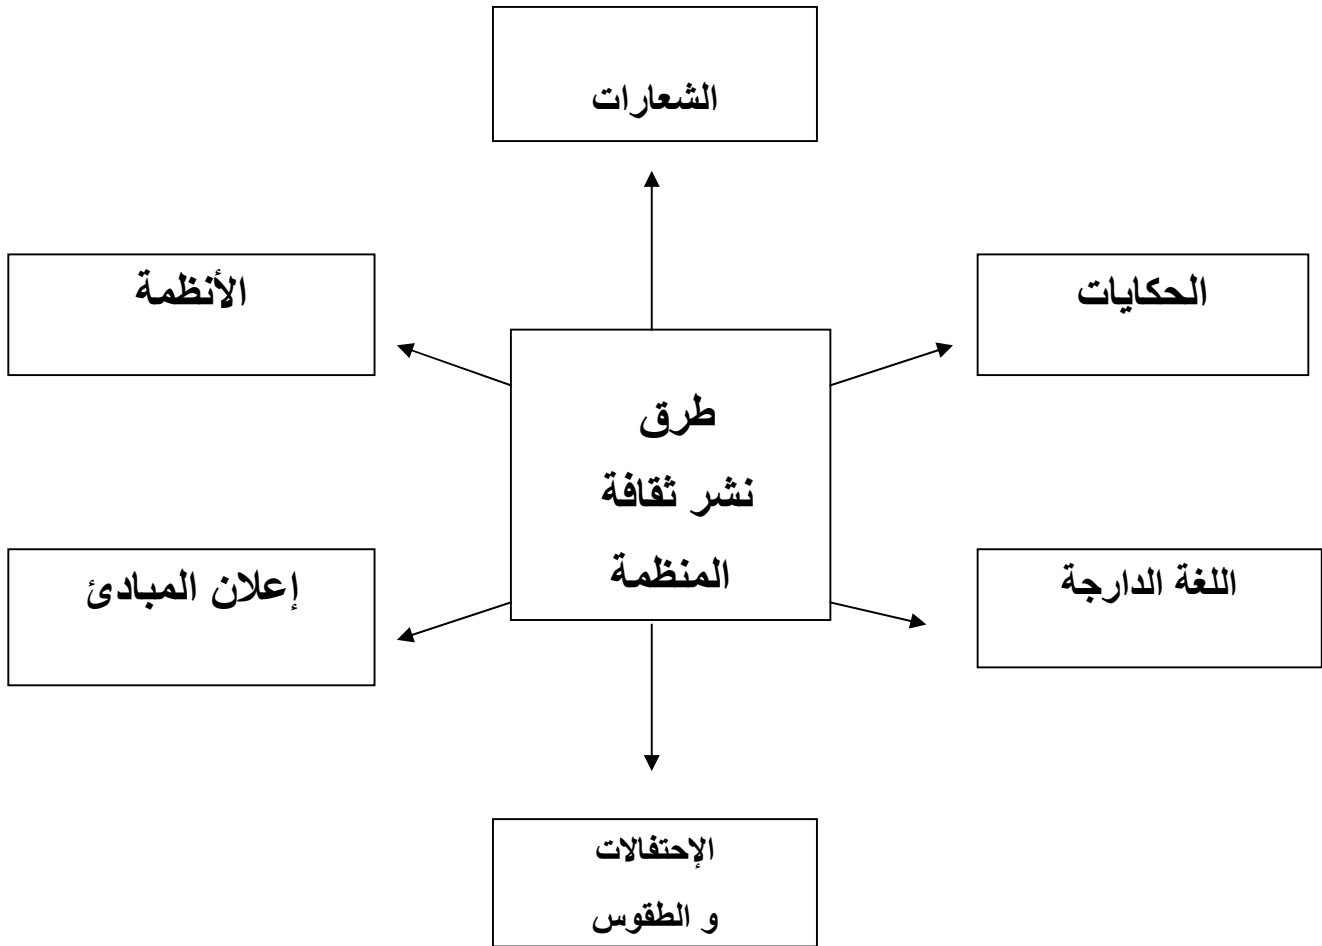 الشعارات
الحكايات
الأنظمة
طرق
نشر ثقافة
المنظمة
اللغة الدارجة
إعلان المبادئ
الإحتفالات
و الطقوس